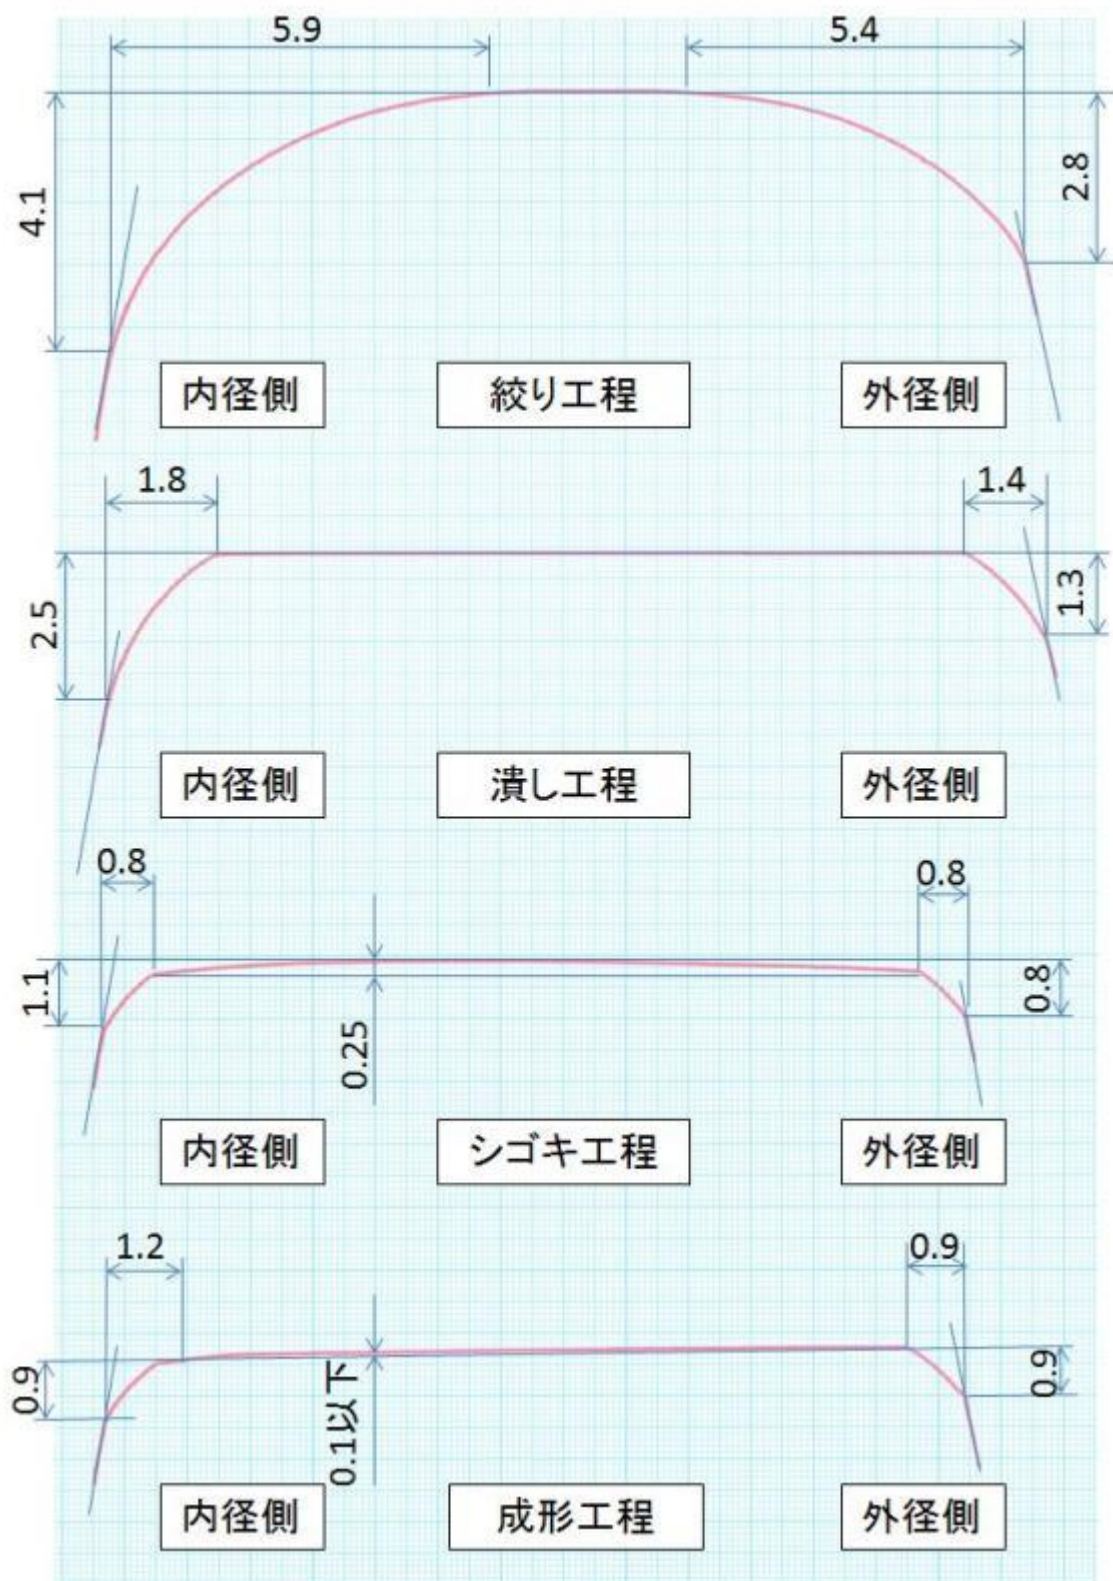 5.9
5.4
4.1
2.8
内径側
絞り工程
外径側
1.8
1.4
2.5
1.3
内径側
潰し工程
外径側
0.8
0.8
1.1
0.25
0.8
内径側
シゴキ工程
外径側
1.2
0.9
0.9
0.1以下
0.9
内径側
成形工程
外径側